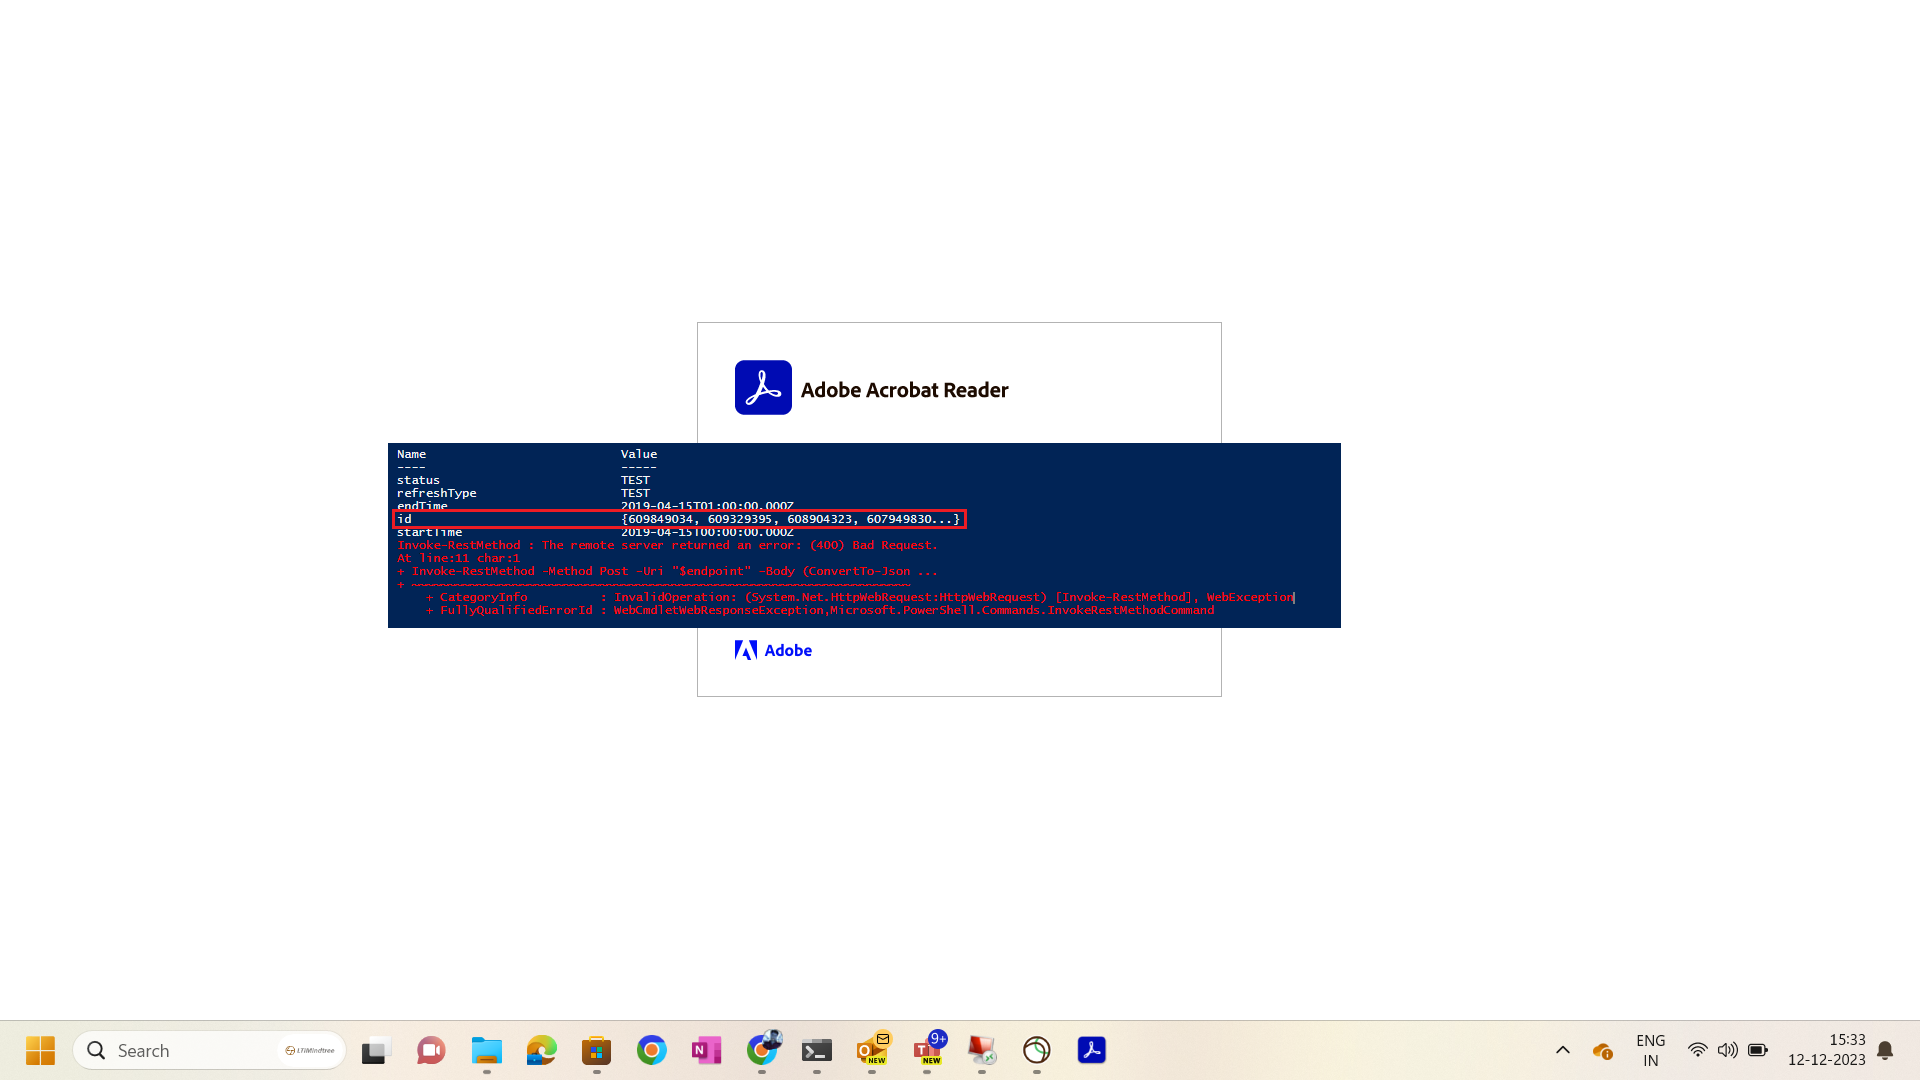 Adobe Acrobat Reader
Name Value
---- -----
status TEST
refreshType TEST
endTime 2019-04-15T01:00:00.000Z
id {609849034, 609329395, 608904323, 607949830...}
startTime 2019-04-15T00:00:00.000Z
Invoke-RestMethod : The remote server returned an error: (400) Bad Request.
At line:11 char:1
+ Invoke-RestMethod -Method Post -Uri "$endpoint" -Body (ConvertTo-Json ...
+ ~~~~~~~~~~~~~~~~~~~~~~~~~~~~~~~~~~~~~~~~~~~~~~~~~~~~~~~~~~~~~~~~~~~~~
+ CategoryInfo : InvalidOperation: (System.Net.HttpWebRequest:HttpWebRequest) [Invoke-RestMethod], WebException
+ FullyQualifiedErrorId : WebCmdletWebResponseException,Microsoft.PowerShell.Commands.InvokeRestMethodCommand
Adobe
Search LTIMindtree
NEW
9+
NEW
ENG
IN
15:33
12-12-2023